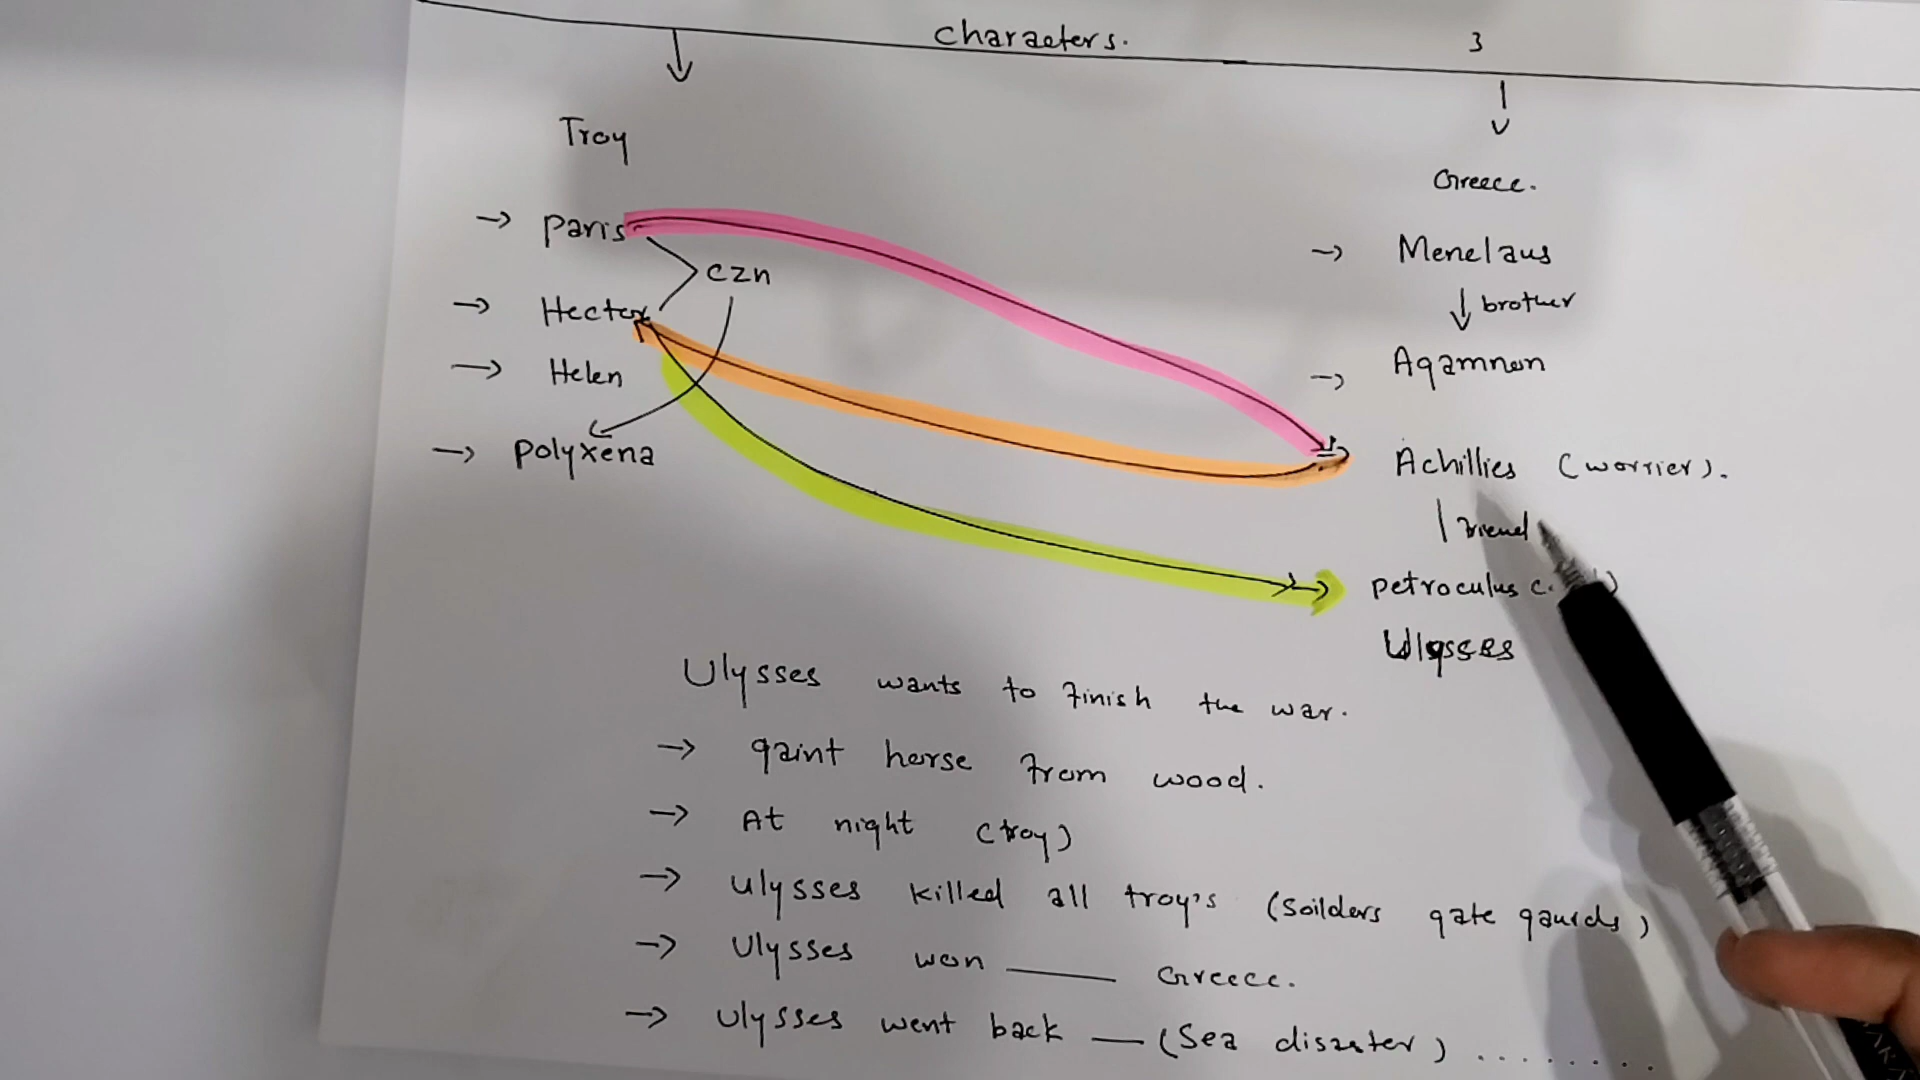 characters. 3
Troy
Greece.
→ Paris
→ Menelaus
czn
↓ brother
→ Hector
→ Helen
→ Aqamnon
→ Polyxena
Achillies (worrier).
friend
Petroculus
Ulysses
Ulysses wants to finish the war.
→ gaint horse from wood.
→ At night (troy)
→ Ulysses killed all troy's (Soilders gate gaurds)
→ Ulysses won —— Greece.
→ Ulysses went back — (Sea disaster) ........